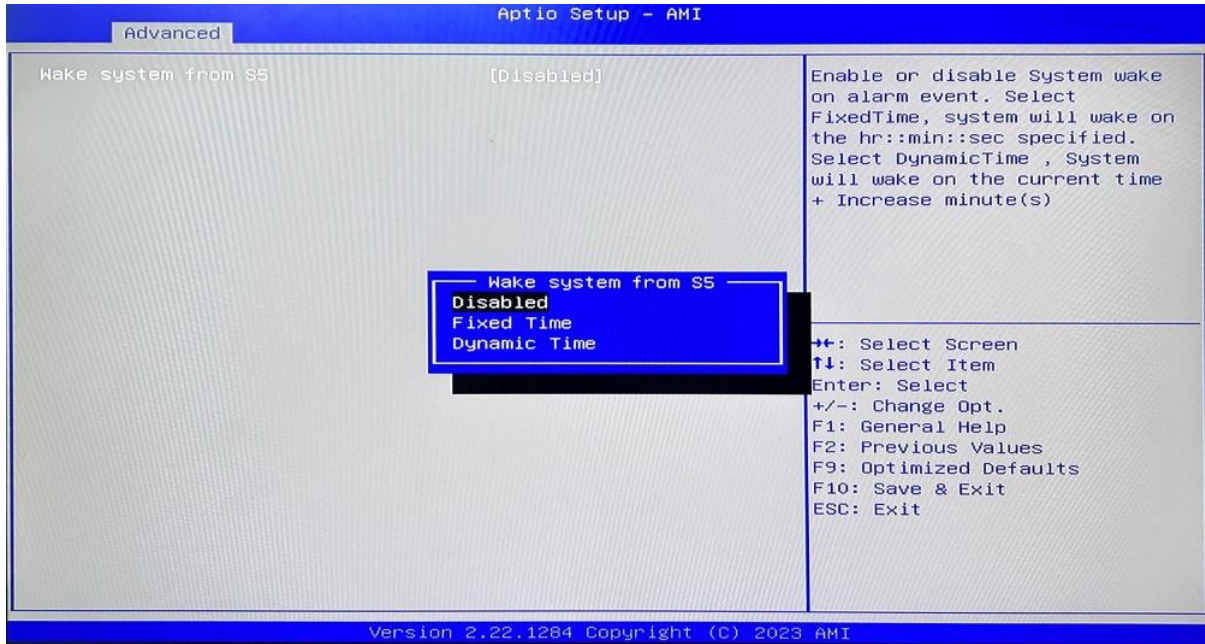 Aptio Setup - AMI
Advanced
Wake system from S5 [Disabled]
Enable or disable System wake
on alarm event. Select
FixedTime, system will wake on
the hr::min::sec specified.
Select DynamicTime , System
will wake on the current time
+ Increase minute(s)
Wake system from S5
Disabled
Fixed Time
Dynamic Time
→←: Select Screen
↑↓: Select Item
Enter: Select
+/-: Change Opt.
F1: General Help
F2: Previous Values
F9: Optimized Defaults
F10: Save & Exit
ESC: Exit
Version 2.22.1284 Copyright (C) 2023 AMI